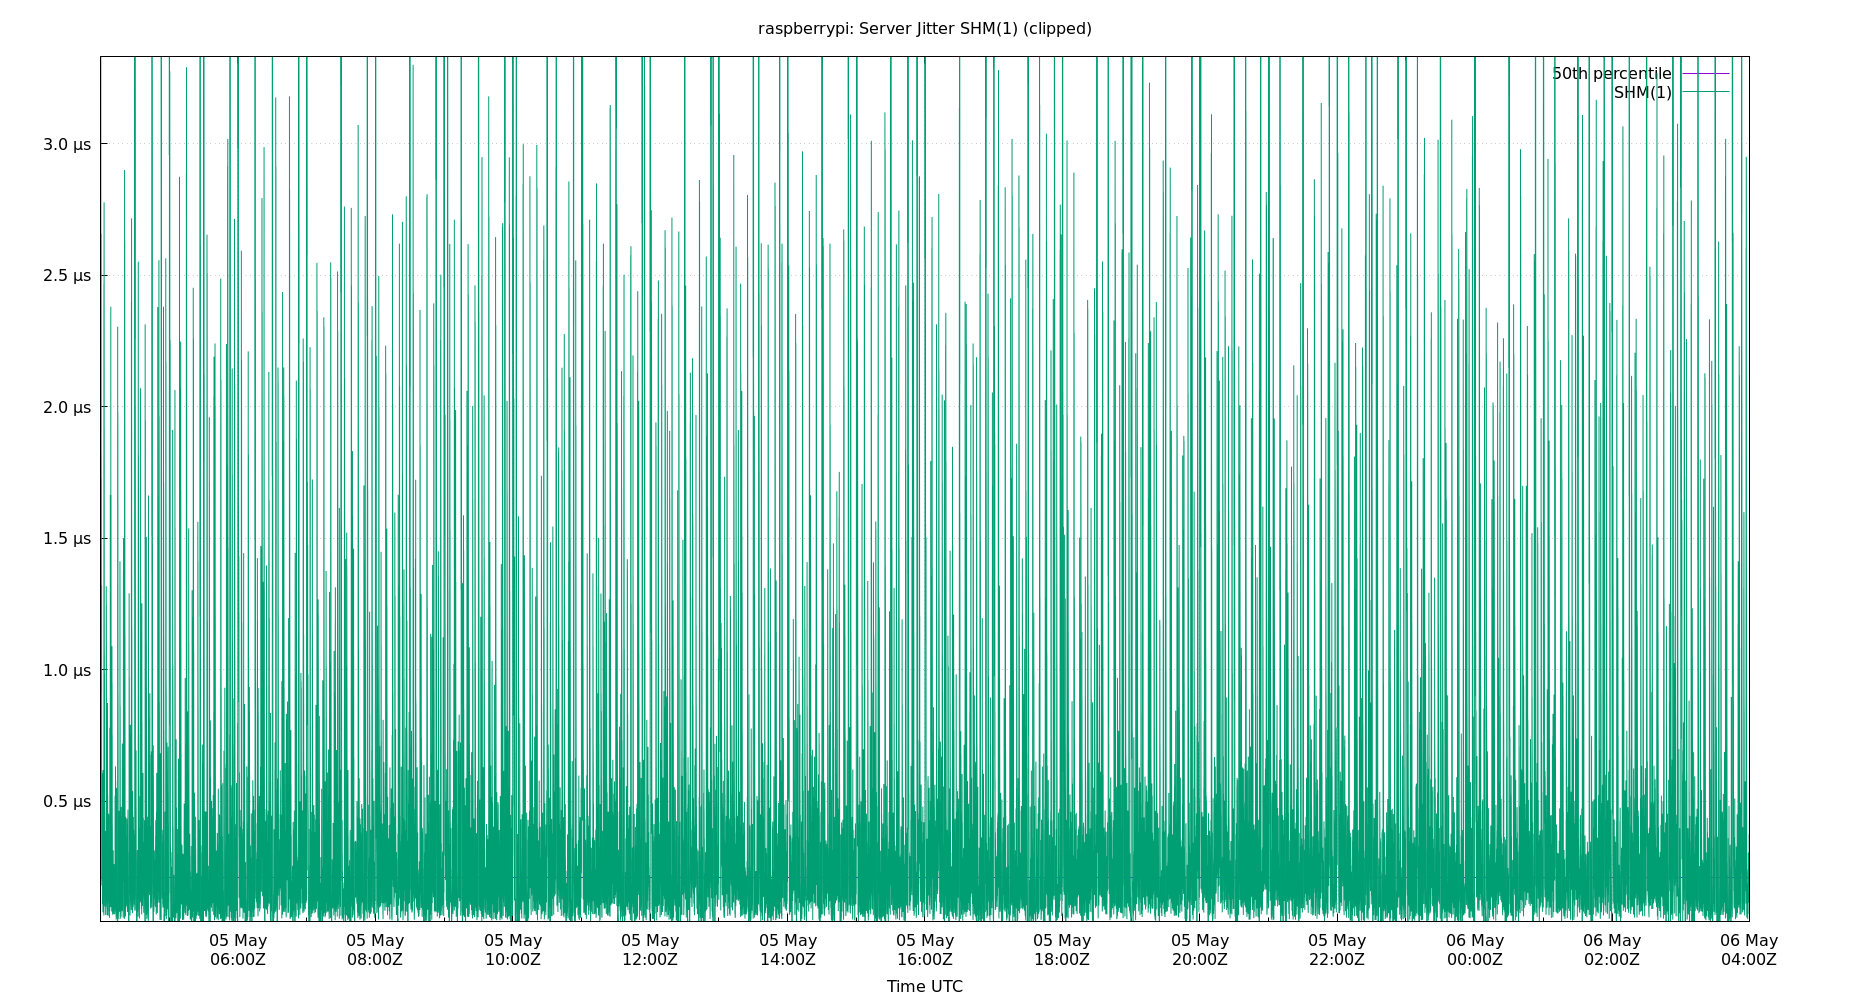 raspberrypi: Server Jitter SHM(1) (clipped)
50th percentile
SHM(1)
3.0 µs
2.5 µs
2.0 µs
1.5 µs
1.0 µs
0.5 µs
05 May 05 May 05 May 05 May 05 May 05 May 05 May 05 May 05 May 06 May 06 May 06 May
06:00Z 08:00Z 10:00Z 12:00Z 14:00Z 16:00Z 18:00Z 20:00Z 22:00Z 00:00Z 02:00Z 04:00Z
Time UTC